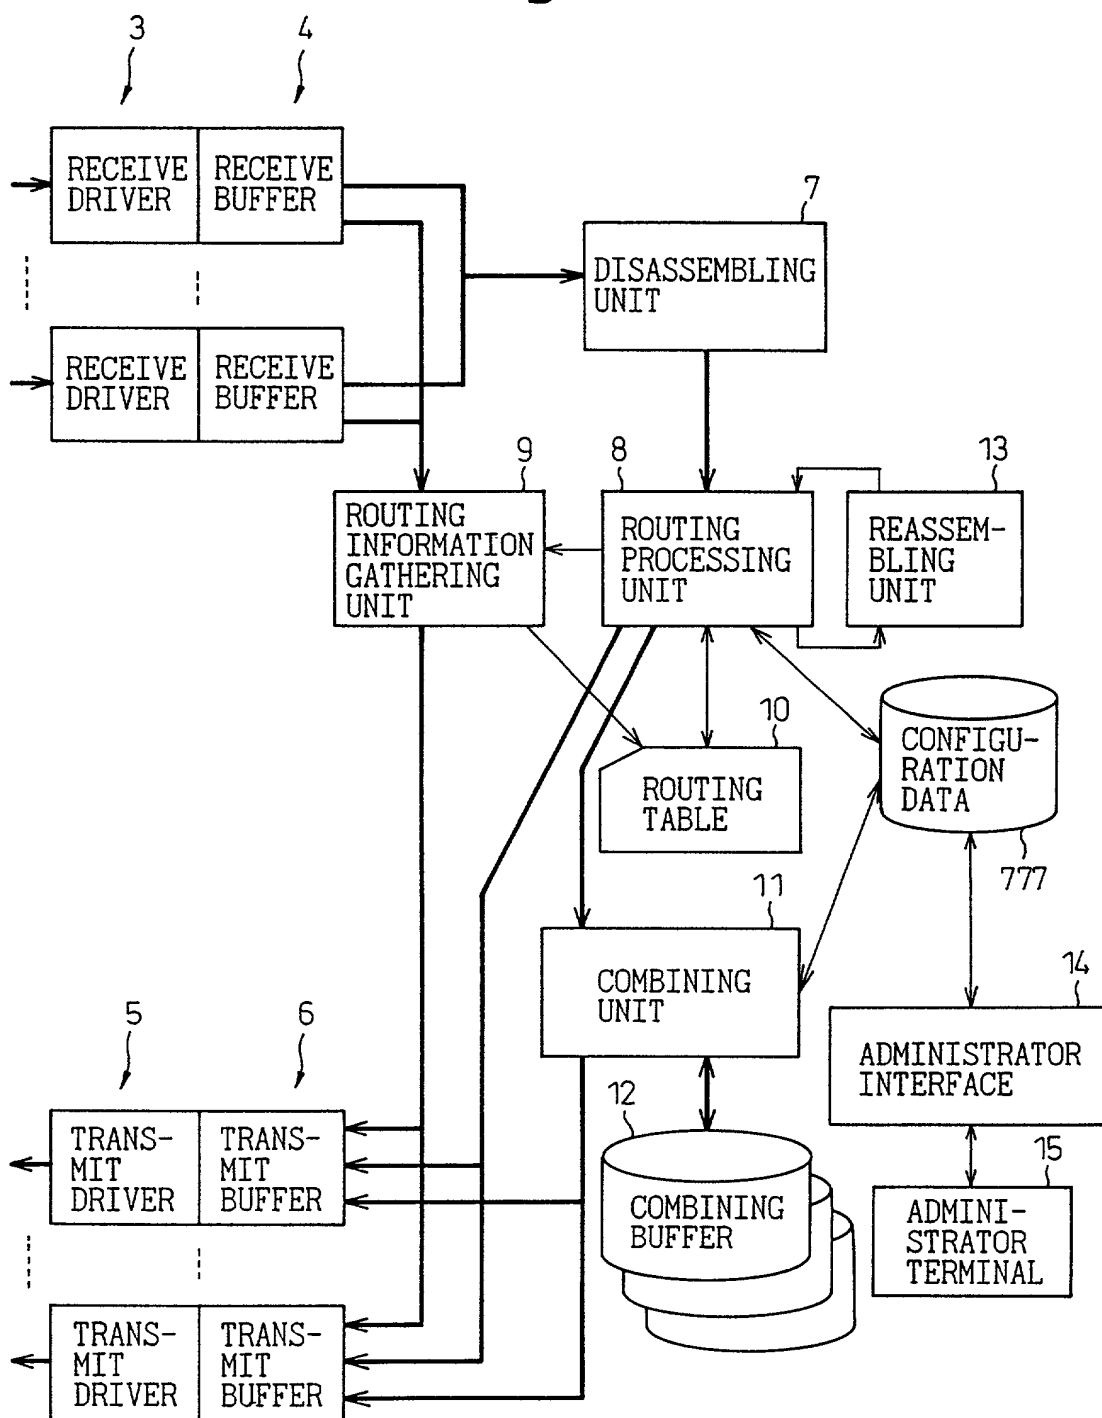 3
4
RECEIVE
DRIVER
RECEIVE
BUFFER
7
DISASSEMBLING
UNIT
RECEIVE
DRIVER
RECEIVE
BUFFER
9
8
13
ROUTING
INFORMATION
GATHERING
UNIT
ROUTING
PROCESSING
UNIT
REASSEM-
BLING
UNIT
10
ROUTING
TABLE
CONFIGU-
RATION
DATA
777
11
COMBINING
UNIT
14
ADMINISTRATOR
INTERFACE
5
6
TRANS-
MIT
DRIVER
TRANS-
MIT
BUFFER
12
COMBINING
BUFFER
15
ADMINI-
STRATOR
TERMINAL
TRANS-
MIT
DRIVER
TRANS-
MIT
BUFFER